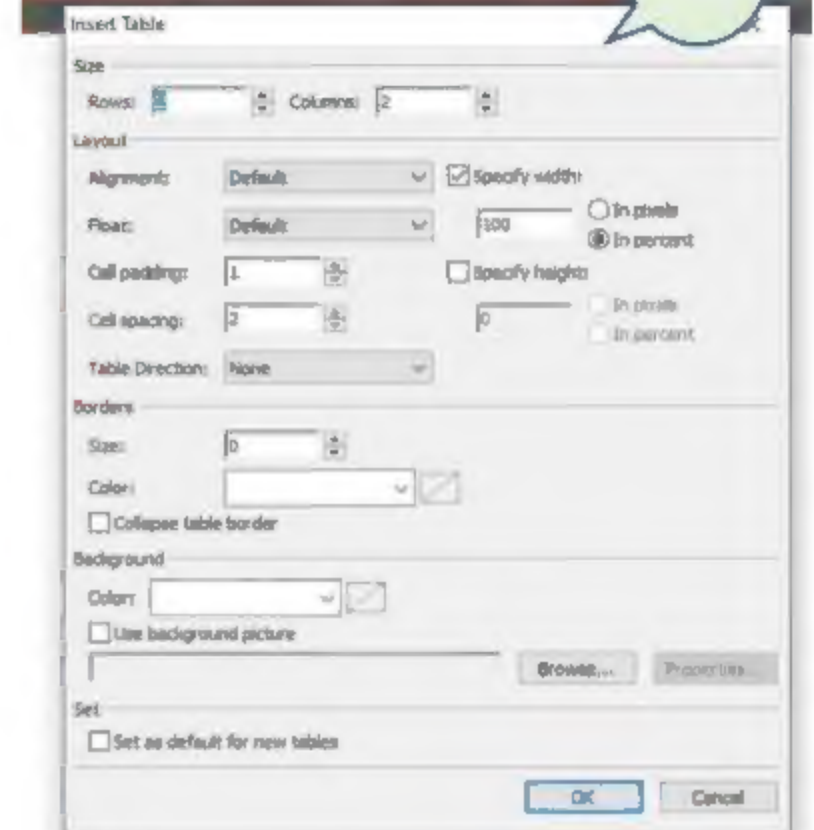 Insert Table
Size
Rows: Columns: 2
Layout
Alignment: Default Specify width:
Float: Default 100 In pixels
In percent
Cell padding: 1 Specify height:
Cell spacing: 2 0 In pixels
In percent
Table Direction: None
Borders
Size: 0
Color:
Collapse table border
Background
Color:
Use background picture
Browse... Properties...
Set
Set as default for new tables
OK Cancel